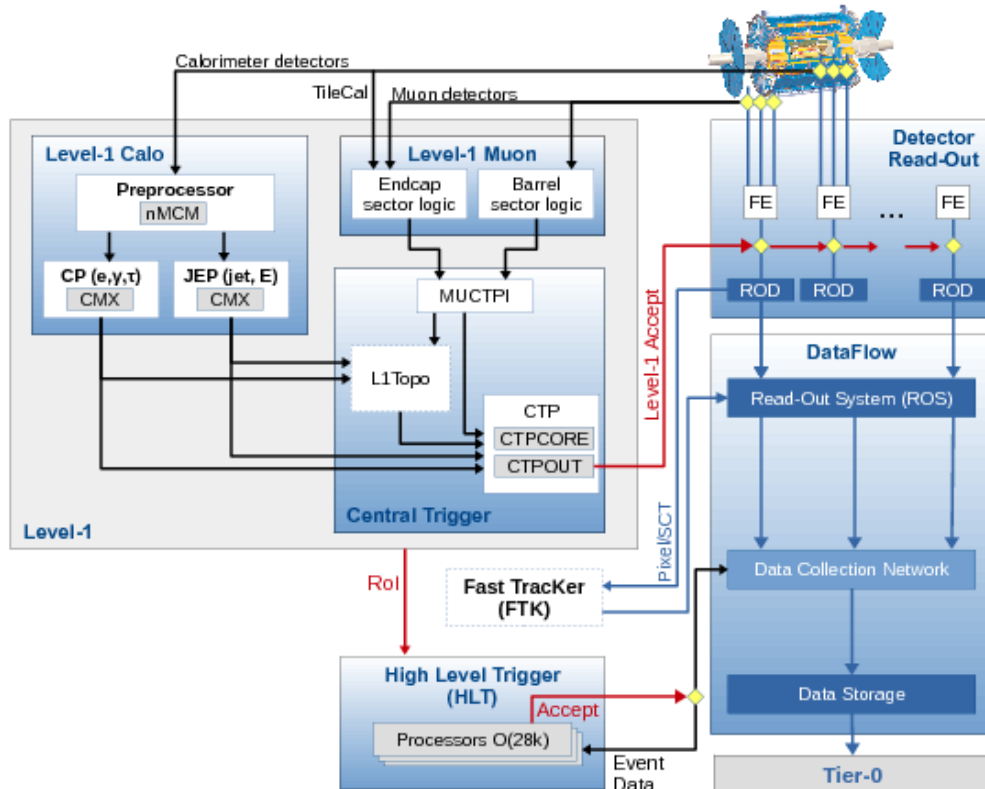 Calorimeter detectors
TileCal
Muon detectors
Level-1 Calo
Preprocessor
nMCM
CP (e,γ,τ)
CMX
JEP (jet, E)
CMX
Level-1 Muon
Endcap
sector logic
Barrel
sector logic
MUCTPI
L1Topo
CTP
CTPCORE
CTPOUT
Central Trigger
Level-1
Level-1 Accept
Detector
Read-Out
FE
FE
...
FE
ROD
ROD
ROD
DataFlow
Read-Out System (ROS)
Data Collection Network
Data Storage
Tier-0
Pixel/SCT
RoI
Fast TracKer
(FTK)
High Level Trigger
(HLT)
Accept
Processors O(28k)
Event
Data